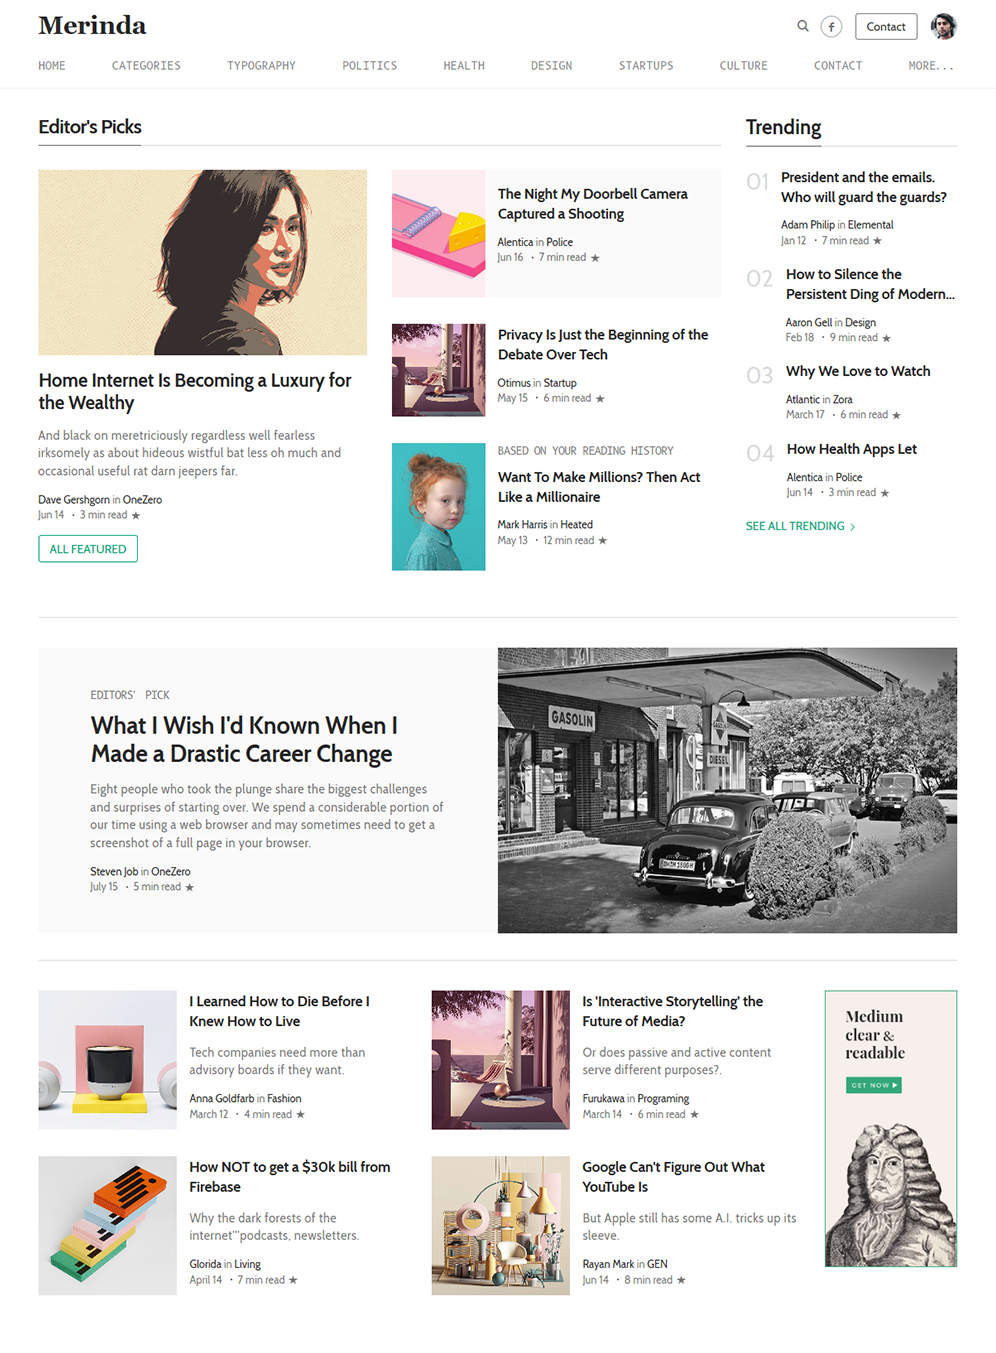 Merinda
Contact
HOME
CATEGORIES
TYPOGRAPHY
POLITICS
HEALTH
DESIGN
STARTUPS
CULTURE
CONTACT
MORE...
Editor's Picks
Home Internet Is Becoming a Luxury for
the Wealthy
And black on meretriciously regardless well fearless
irksomely as about hideous wistful bat less oh much and
occasional useful rat darn jeepers far.
Dave Gershgorn in OneZero
Jun 14 · 3 min read ★
ALL FEATURED
The Night My Doorbell Camera
Captured a Shooting
Alentica in Police
Jun 16 · 7 min read ★
Privacy Is Just the Beginning of the
Debate Over Tech
Otimus in Startup
May 15 · 6 min read ★
BASED ON YOUR READING HISTORY
Want To Make Millions? Then Act
Like a Millionaire
Mark Harris in Heated
May 13 · 12 min read ★
Trending
01
President and the emails.
Who will guard the guards?
Adam Philip in Elemental
Jan 12 · 7 min read ★
02
How to Silence the
Persistent Ding of Modern...
Aaron Gell in Design
Feb 18 · 9 min read ★
03
Why We Love to Watch
Atlantic in Zora
March 17 · 6 min read ★
04
How Health Apps Let
Alentica in Police
Jun 14 · 3 min read ★
SEE ALL TRENDING >
EDITORS' PICK
What I Wish I'd Known When I
Made a Drastic Career Change
Eight people who took the plunge share the biggest challenges
and surprises of starting over. We spend a considerable portion of
our time using a web browser and may sometimes need to get a
screenshot of a full page in your browser.
Steven Job in OneZero
July 15 · 5 min read ★
GASOLIN
DIESEL
I Learned How to Die Before I
Knew How to Live
Tech companies need more than
advisory boards if they want.
Anna Goldfarb in Fashion
March 12 · 4 min read ★
Is 'Interactive Storytelling' the
Future of Media?
Or does passive and active content
serve different purposes?.
Furukawa in Programing
March 14 · 6 min read ★
How NOT to get a $30k bill from
Firebase
Why the dark forests of the
internet'"podcasts, newsletters.
Glorida in Living
April 14 · 7 min read ★
Google Can't Figure Out What
YouTube Is
But Apple still has some A.I. tricks up its
sleeve.
Rayan Mark in GEN
Jun 14 · 8 min read ★
Medium
clear &
readable
GET NOW